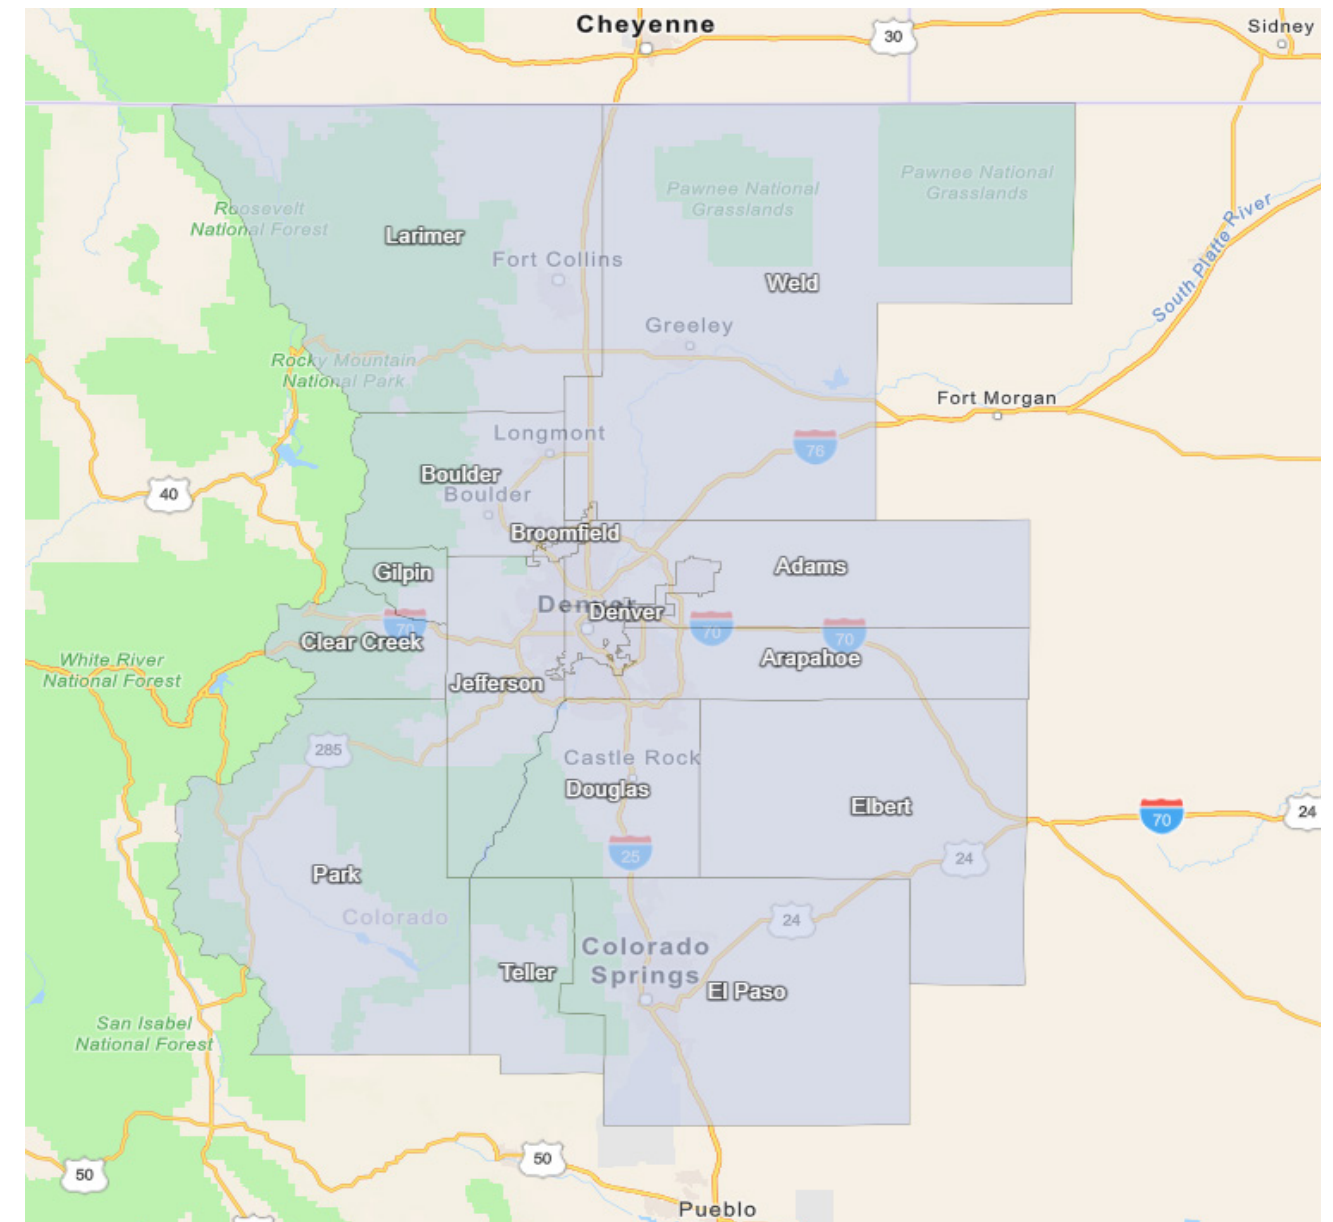 Cheyenne
30
Sidney
Roosevelt
National Forest
Larimer
Pawnee National
Grasslands
Pawnee National
Grasslands
South Platte River
Fort Collins
Weld
Greeley
Rocky Mountain
National Park
Fort Morgan
Longmont
76
Boulder
Boulder
40
Broomfield
Adams
Gilpin
Denver
Denver
70
70
70
Clear Creek
White River
National Forest
Arapahoe
Jefferson
285
Castle Rock
Douglas
Elbert
70
24
25
24
Park
Colorado
24
Colorado
Springs
Teller
El Paso
San Isabel
National Forest
50
50
Pueblo